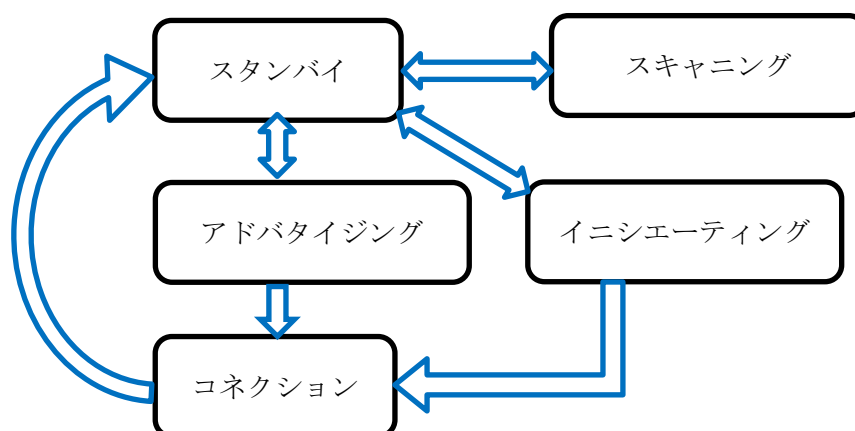 スタンバイ
スキャニング
アドバタイジング
イニシエーティング
コネクション